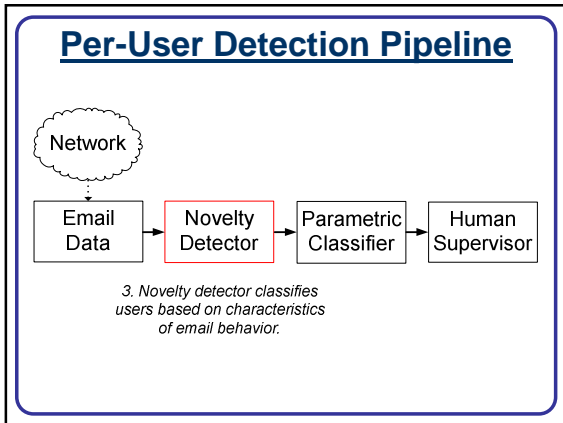 Per-User Detection Pipeline
Network
Email
Data
Novelty
Detector
Parametric
Classifier
Human
Supervisor
3. Novelty detector classifies
users based on characteristics
of email behavior.